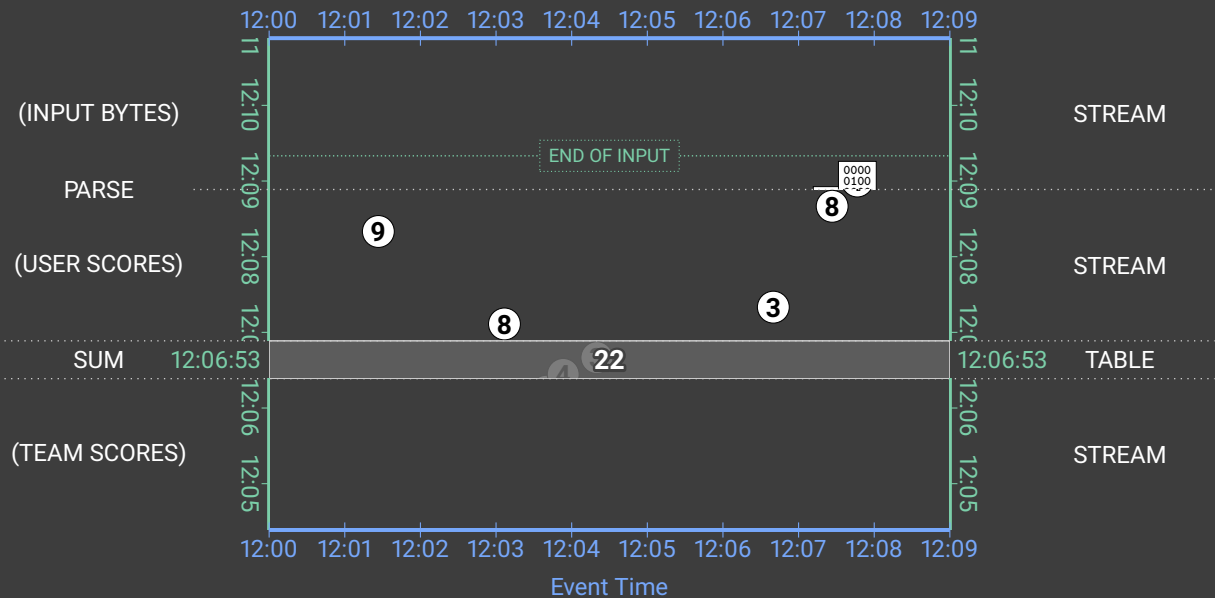 12:00 12:01 12:02 12:03 12:04 12:05 12:06 12:07 12:08 12:09
11 11
(INPUT BYTES) 12:10 12:10 STREAM
END OF INPUT
0000
0100
PARSE 12:09 12:09
8
9
(USER SCORES) 12:08 12:08 STREAM
3
8
SUM 12:06:53 4 22 12:06:53 TABLE
12:06 12:06
(TEAM SCORES) STREAM
12:05 12:05
12:00 12:01 12:02 12:03 12:04 12:05 12:06 12:07 12:08 12:09
Event Time